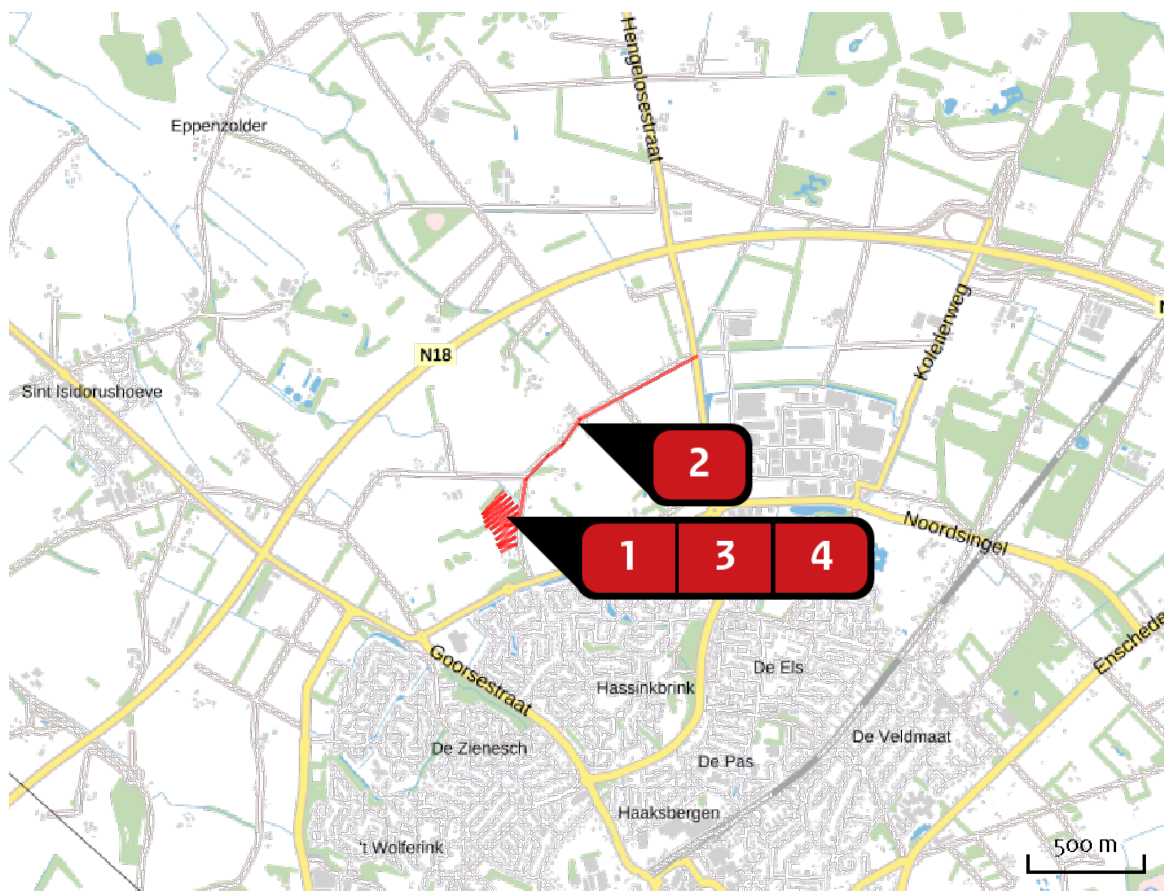 Hengelosestraat
Eppenzolder
N18
Kolenerweg
Sint Isidorushoeve
2
1
3
4
Noordsingel
Enschede
Goorsestraat
De Els
Hassinkbrink
De Veldmaat
De Zienesch
De Pas
Haaksbergen
't Wolferink
500 m